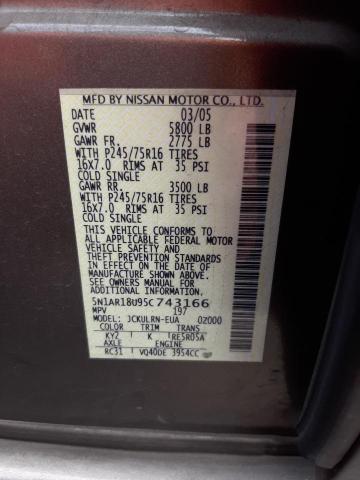 MFD BY NISSAN MOTOR CO., LTD.
DATE 03/05
GVWR 5800 LB
GAWR FR. 2775 LB
WITH P245/75R16 TIRES
16X7.0 RIMS AT 35 PSI
COLD SINGLE
GAWR RR. 3500 LB
WITH P245/75R16 TIRES
16X7.0 RIMS AT 35 PSI
COLD SINGLE
THIS VEHICLE CONFORMS TO ALL
APPLICABLE FEDERAL MOTOR
VEHICLE SAFETY AND
THEFT PREVENTION STANDARDS
IN EFFECT ON THE DATE OF
MANUFACTURE SHOWN ABOVE.
SEE OWNERS MANUAL FOR
ADDITIONAL INFORMATION.
5N1AR18U95C743166
MPV 197
MODEL: JCKULRN-EUA 0Z000
COLOR TRIM TRANS
KY2 K RE5R05A
AXLE ENGINE
RC31 VQ40DE 3954CC